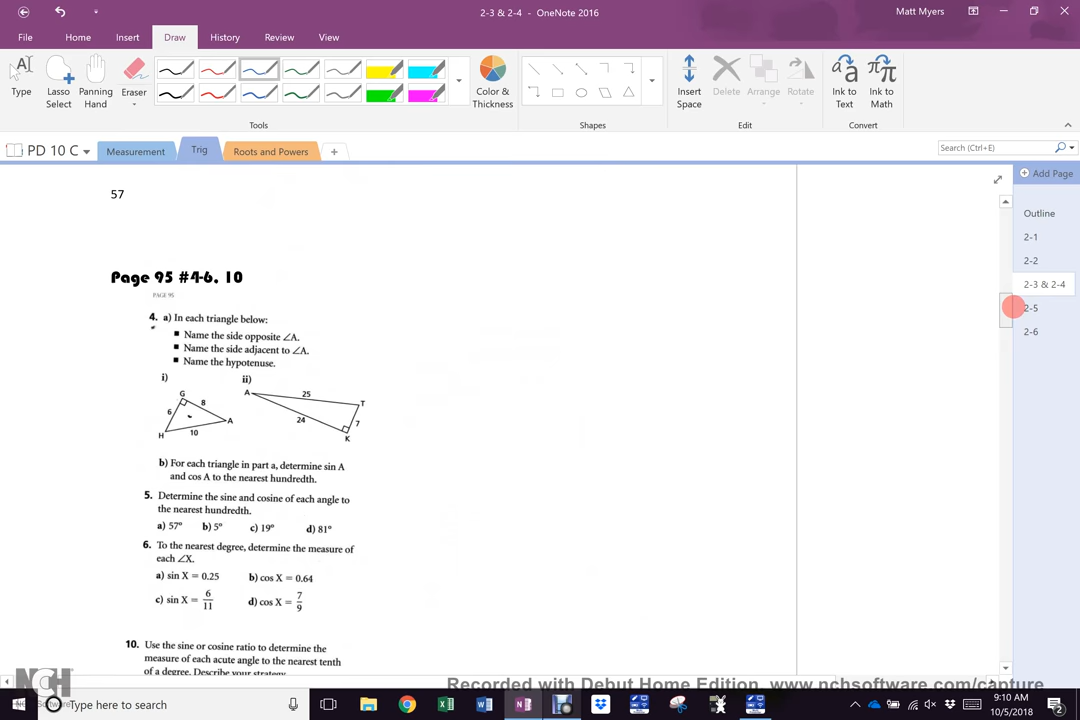 2-3 & 2-4 - OneNote 2016
Matt Myers
File Home Insert Draw History Review View
Type
Lasso Select
Panning Hand
Eraser
Color & Thickness
Insert Space
Delete
Arrange
Rotate
Ink to Text
Ink to Math
Tools
Shapes
Edit
Convert
PD 10 C
Measurement
Trig
Roots and Powers
Search (Ctrl+E)
Add Page
Outline
2-1
2-2
2-3 & 2-4
2-5
2-6
57
Page 95 #4-6, 10
PAGE 95
4. a) In each triangle below:
■ Name the side opposite ∠A.
■ Name the side adjacent to ∠A.
■ Name the hypotenuse.
i) ii)
G 8 6 A H 10
A 25 T 24 7 K
b) For each triangle in part a, determine sin A
and cos A to the nearest hundredth.
5. Determine the sine and cosine of each angle to
the nearest hundredth.
a) 57° b) 5° c) 19° d) 81°
6. To the nearest degree, determine the measure of
each ∠X.
a) sin X = 0.25 b) cos X = 0.64
c) sin X = 6/11 d) cos X = 7/9
10. Use the sine or cosine ratio to determine the
measure of each acute angle to the nearest tenth
of a degree. Describe your strategy.
NCH
Recorded with Debut Home Edition. www.nchsoftware.com/capture
Type here to search
9:10 AM
10/5/2018
2